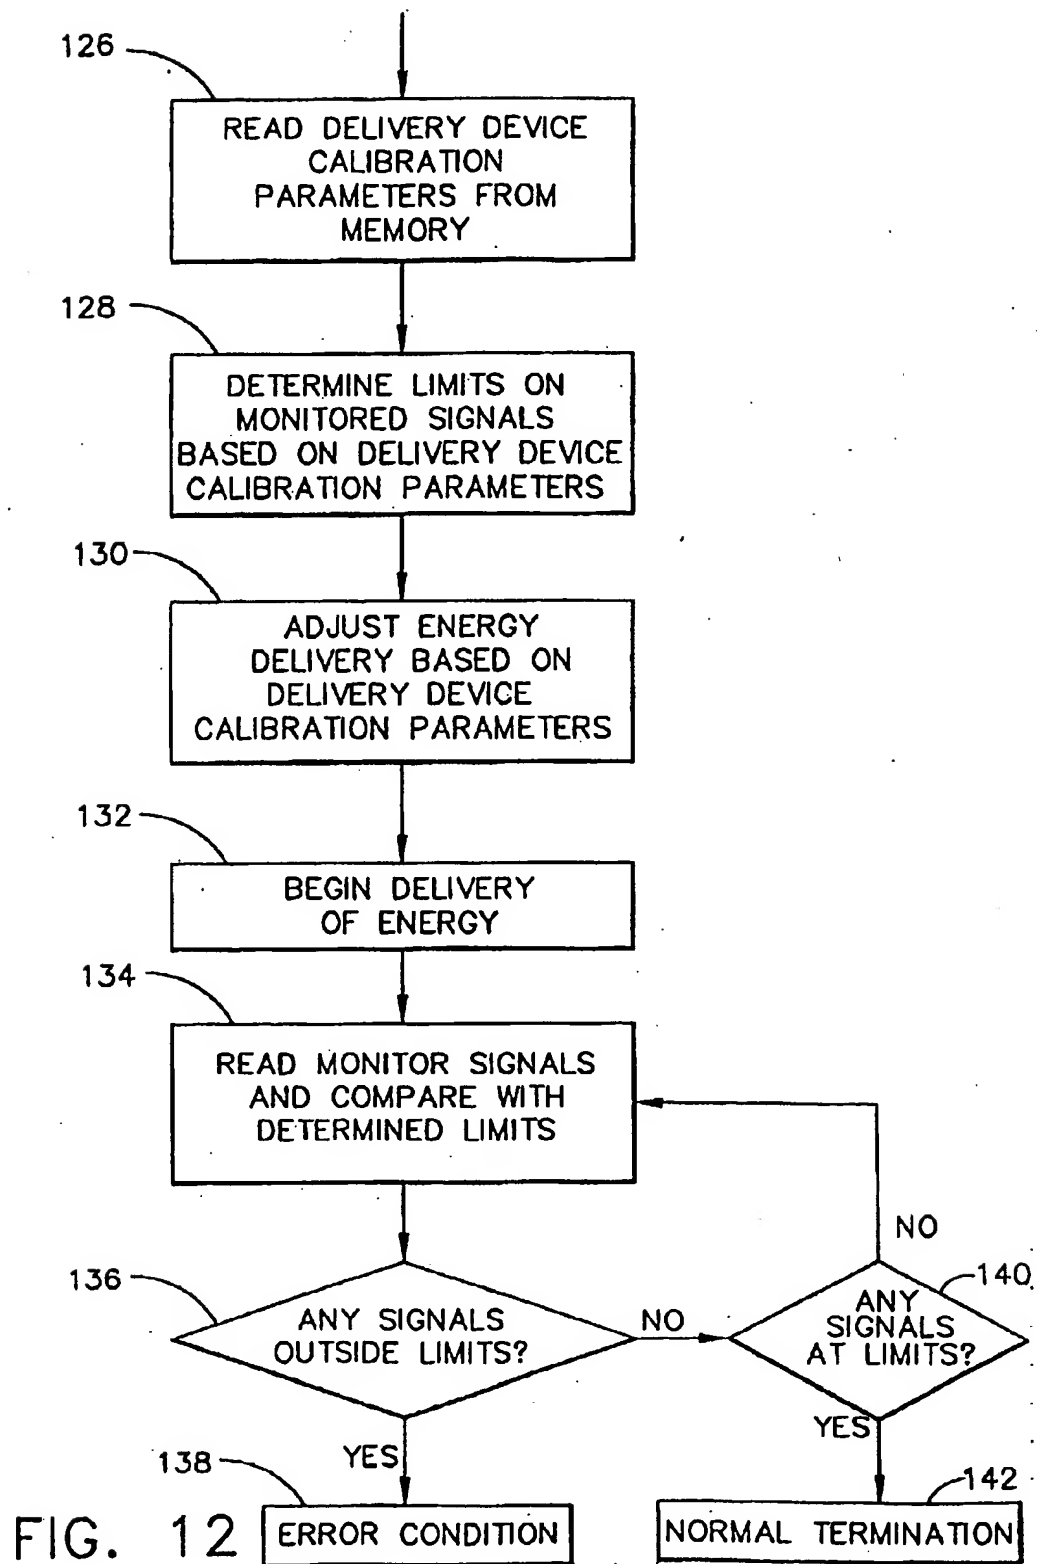 126
READ DELIVERY DEVICE
CALIBRATION
PARAMETERS FROM
MEMORY
128
DETERMINE LIMITS ON
MONITORED SIGNALS
BASED ON DELIVERY DEVICE
CALIBRATION PARAMETERS
130
ADJUST ENERGY
DELIVERY BASED ON
DELIVERY DEVICE
CALIBRATION PARAMETERS
132
BEGIN DELIVERY
OF ENERGY
134
READ MONITOR SIGNALS
AND COMPARE WITH
DETERMINED LIMITS
NO
136
ANY SIGNALS
OUTSIDE LIMITS?
NO
140
ANY
SIGNALS
AT LIMITS?
YES
YES
138
ERROR CONDITION
142
NORMAL TERMINATION
FIG. 12